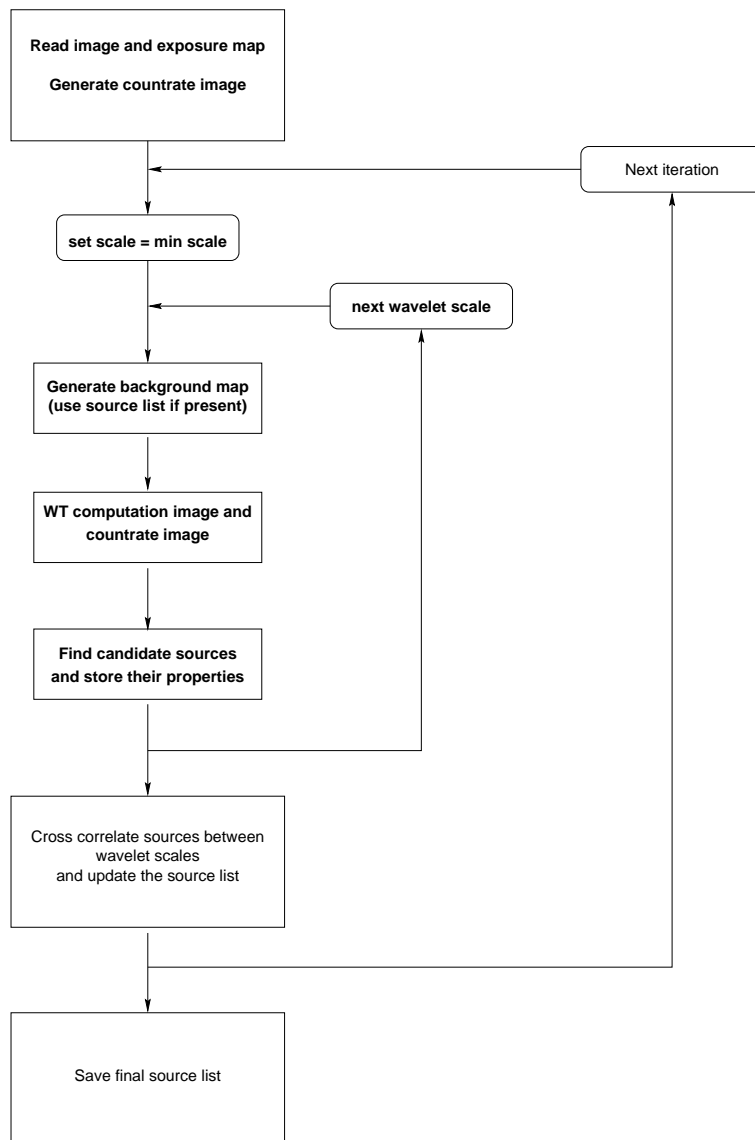 Read image and exposure map
Generate countrate image
Next iteration
set scale = min scale
next wavelet scale
Generate background map
(use source list if present)
WT computation image and
countrate image
Find candidate sources
and store their properties
Cross correlate sources between
wavelet scales
and update the source list
Save final source list